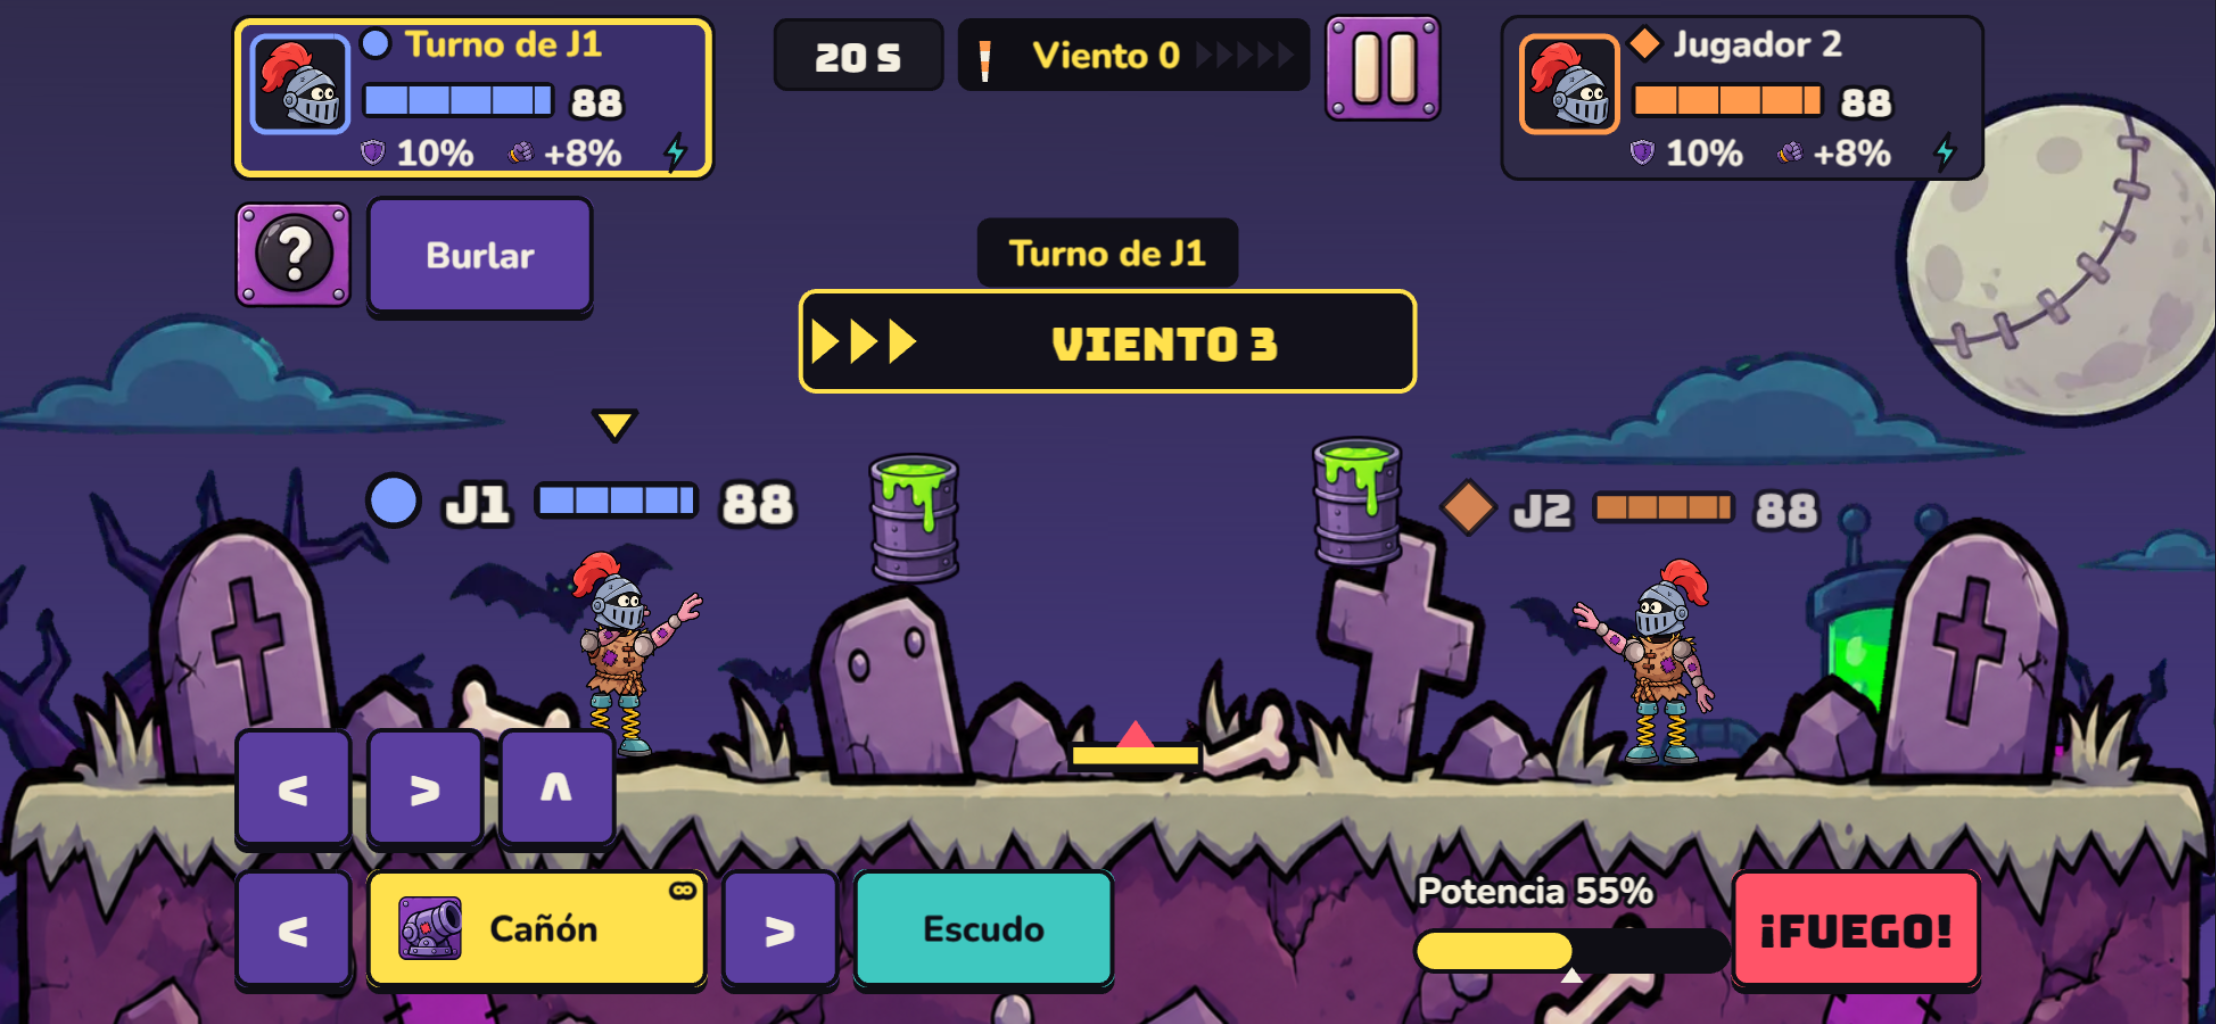 Turno de J1
88
10% +8%
20 S
Viento 0
Jugador 2
88
10% +8%
?
Burlar
Turno de J1
VIENTO 3
J1 88
J2 88
< > ^
<
Cañón ∞
>
Escudo
Potencia 55%
¡FUEGO!